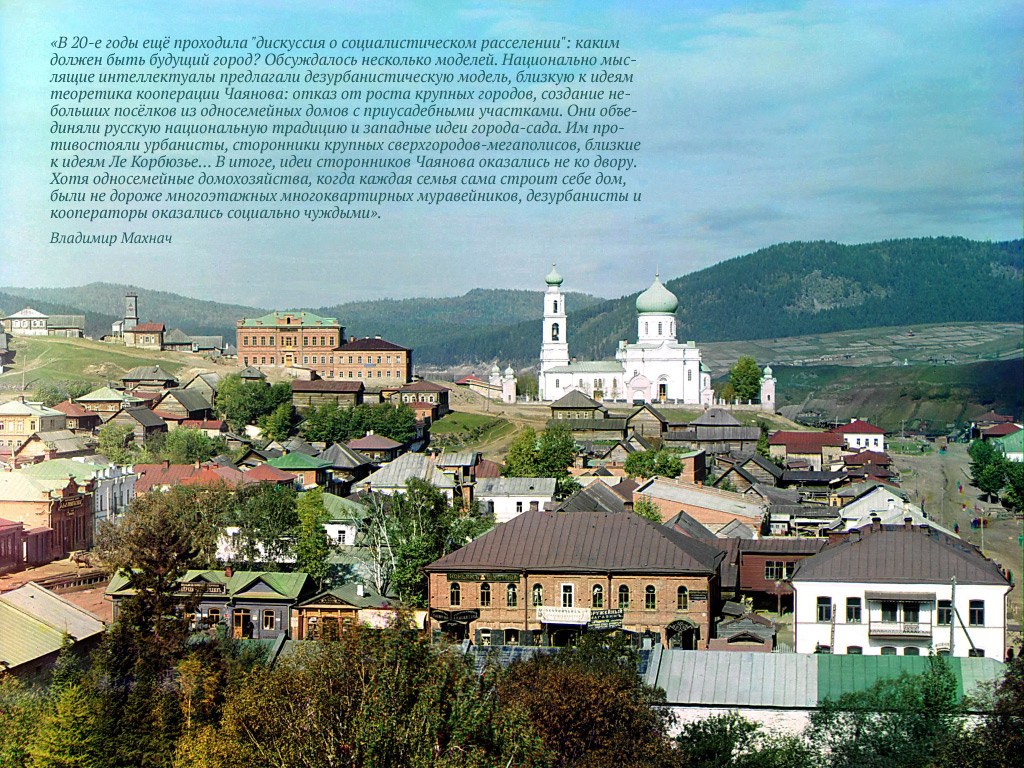 «В 20-е годы ещё проходила "дискуссия о социалистическом расселении": каким
должен быть будущий город? Обсуждалось несколько моделей. Национально мыс-
лящие интеллектуалы предлагали дезурбанистическую модель, близкую к идеям
теоретика кооперации Чаянова: отказ от роста крупных городов, создание не-
больших посёлков из односемейных домов с приусадебными участками. Они объе-
диняли русскую национальную традицию и западные идеи города-сада. Им про-
тивостояли урбанисты, сторонники крупных сверхгородов-мегаполисов, близкие
к идеям Ле Корбюзье... В итоге, идеи сторонников Чаянова оказались не ко двору.
Хотя односемейные домохозяйства, когда каждая семья сама строит себе дом,
были не дороже многоэтажных многоквартирных муравейников, дезурбанисты и
кооператоры оказались социально чуждыми».
Владимир Махнач